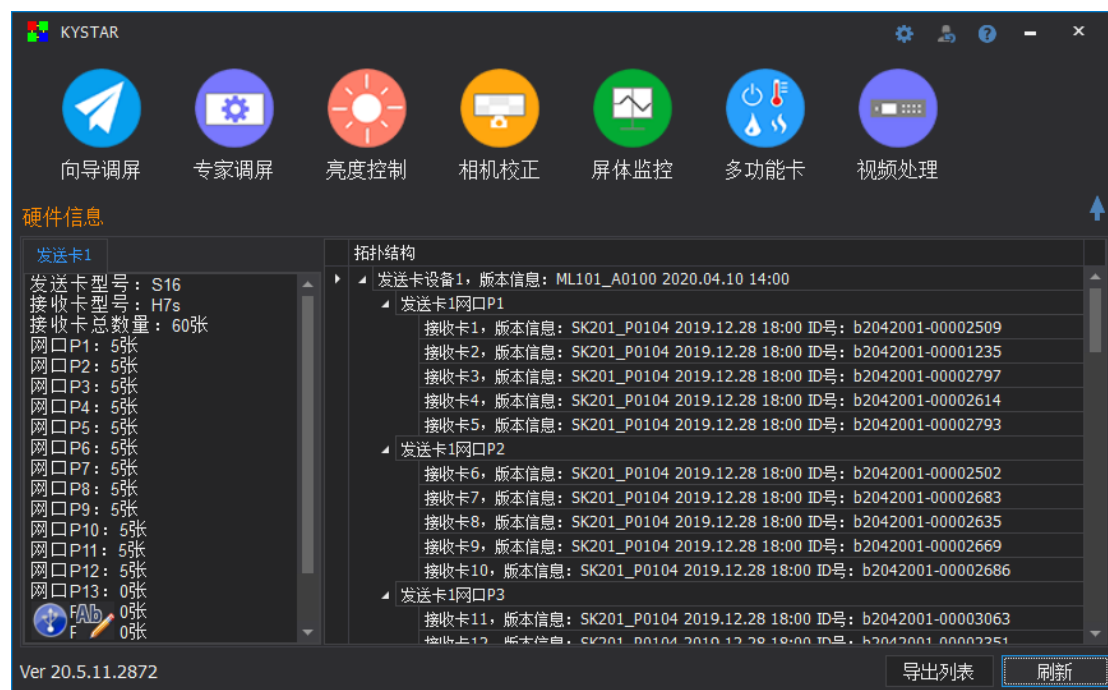 KYSTAR
向导调屏
专家调屏
亮度控制
相机校正
屏体监控
多功能卡
视频处理
硬件信息
发送卡1
发送卡型号：S16
接收卡型号：H7s
接收卡总数量：60张
网口P1：5张
网口P2：5张
网口P3：5张
网口P4：5张
网口P5：5张
网口P6：5张
网口P7：5张
网口P8：5张
网口P9：5张
网口P10：5张
网口P11：5张
网口P12：5张
网口P13：0张
0张
0张
拓扑结构
发送卡设备1，版本信息：ML101_A0100 2020.04.10 14:00
发送卡1网口P1
接收卡1，版本信息：SK201_P0104 2019.12.28 18:00 ID号：b2042001-00002509
接收卡2，版本信息：SK201_P0104 2019.12.28 18:00 ID号：b2042001-00001235
接收卡3，版本信息：SK201_P0104 2019.12.28 18:00 ID号：b2042001-00002797
接收卡4，版本信息：SK201_P0104 2019.12.28 18:00 ID号：b2042001-00002614
接收卡5，版本信息：SK201_P0104 2019.12.28 18:00 ID号：b2042001-00002793
发送卡1网口P2
接收卡6，版本信息：SK201_P0104 2019.12.28 18:00 ID号：b2042001-00002502
接收卡7，版本信息：SK201_P0104 2019.12.28 18:00 ID号：b2042001-00002683
接收卡8，版本信息：SK201_P0104 2019.12.28 18:00 ID号：b2042001-00002635
接收卡9，版本信息：SK201_P0104 2019.12.28 18:00 ID号：b2042001-00002669
接收卡10，版本信息：SK201_P0104 2019.12.28 18:00 ID号：b2042001-00002686
发送卡1网口P3
接收卡11，版本信息：SK201_P0104 2019.12.28 18:00 ID号：b2042001-00003063
接收卡12，版本信息：SK201_P0104 2019.12.28 18:00 ID号：b2042001-00002351
Ver 20.5.11.2872
导出列表
刷新